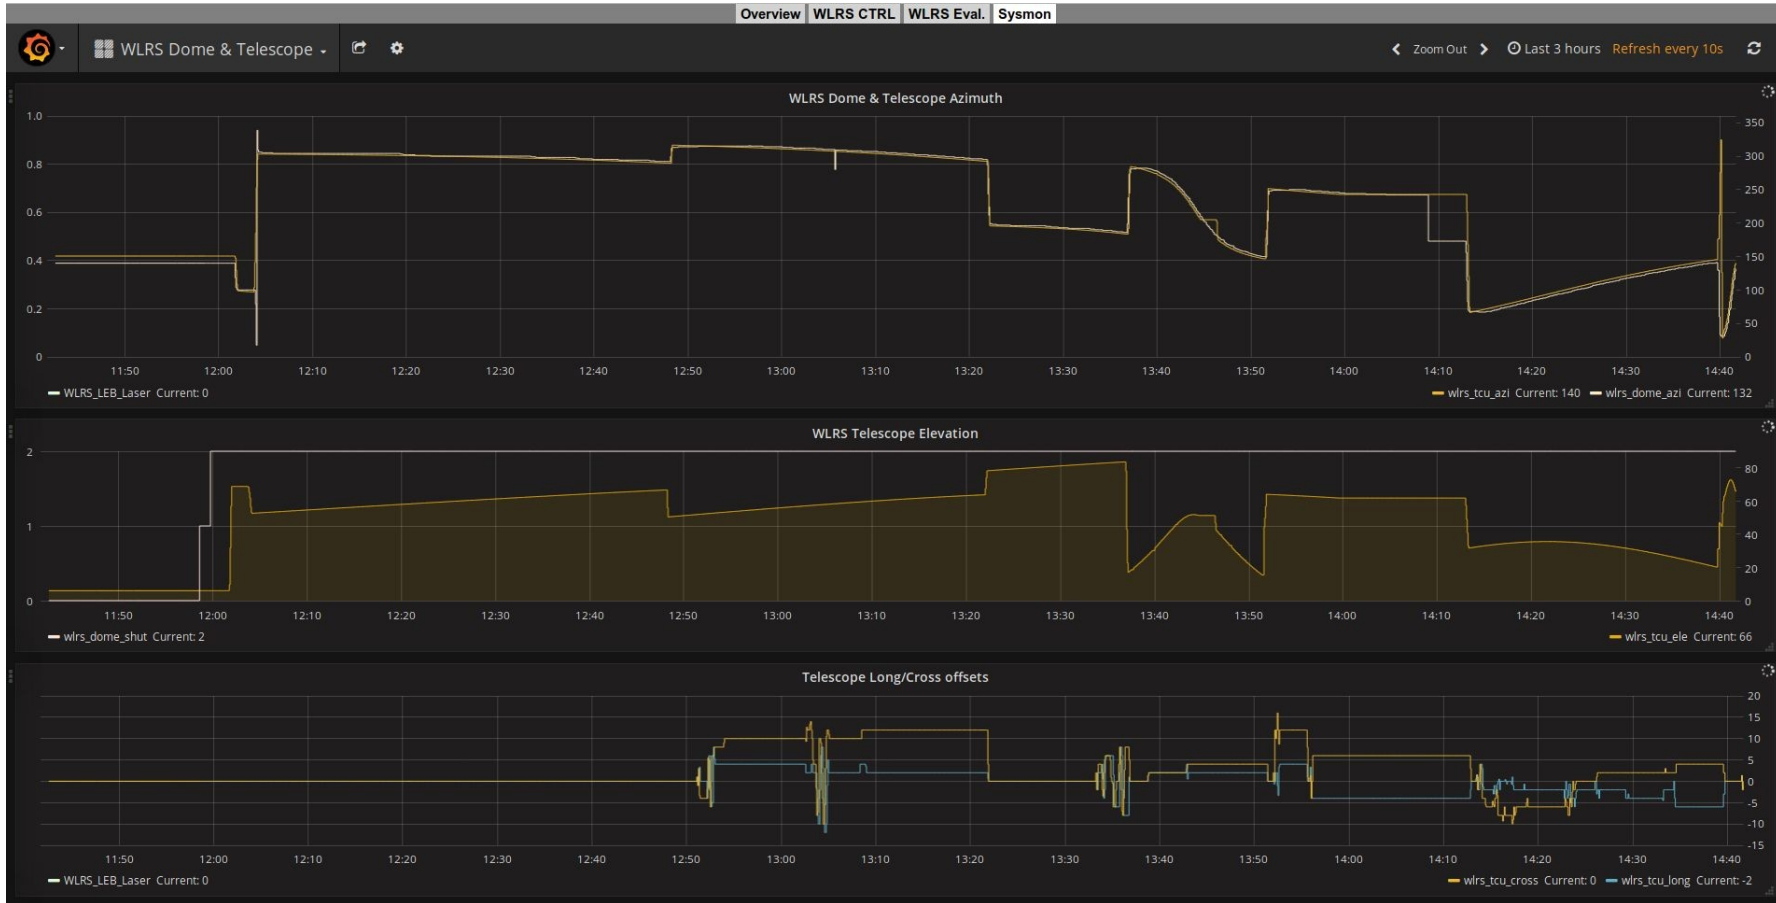 Overview WLRS CTRL WLRS Eval. Sysmon
WLRS Dome & Telescope Zoom Out Last 3 hours Refresh every 10s
WLRS Dome & Telescope Azimuth
1.0 350
0.8 300
250
0.6 200
0.4 150
100
0.2 50
0 0
11:50 12:00 12:10 12:20 12:30 12:40 12:50 13:00 13:10 13:20 13:30 13:40 13:50 14:00 14:10 14:20 14:30 14:40
WLRS_LEB_Laser Current: 0 wlrs_tcu_azi Current: 140 wlrs_dome_azi Current: 132
WLRS Telescope Elevation
2
80
60
1
40
20
0 0
11:50 12:00 12:10 12:20 12:30 12:40 12:50 13:00 13:10 13:20 13:30 13:40 13:50 14:00 14:10 14:20 14:30 14:40
wlrs_dome_shut Current: 2 wlrs_tcu_ele Current: 66
Telescope Long/Cross offsets
20
15
10
5
0
-5
-10
-15
11:50 12:00 12:10 12:20 12:30 12:40 12:50 13:00 13:10 13:20 13:30 13:40 13:50 14:00 14:10 14:20 14:30 14:40
WLRS_LEB_Laser Current: 0 wlrs_tcu_cross Current: 0 wlrs_tcu_long Current: -2